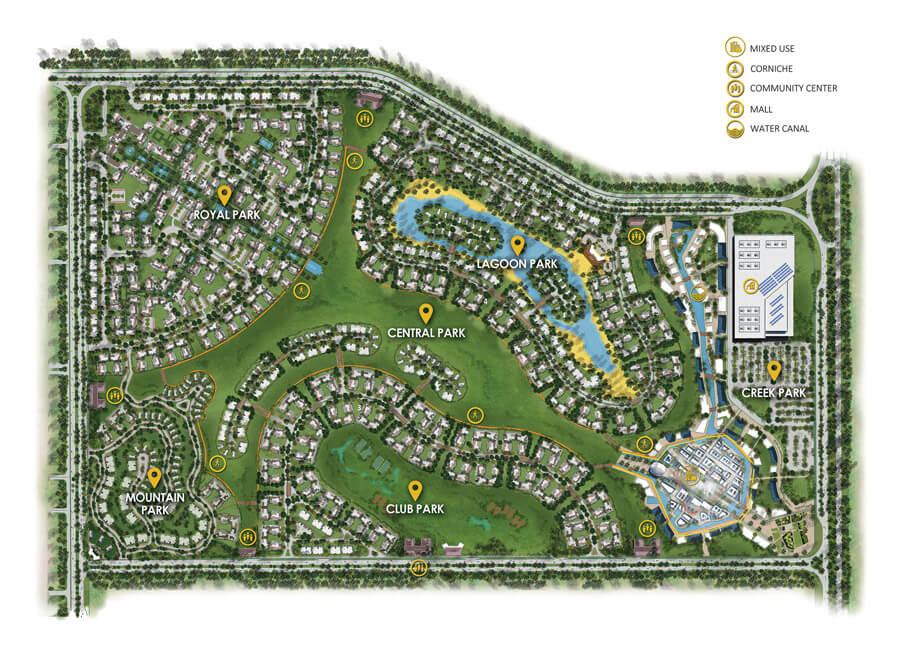 MIXED USE
CORNICHE
COMMUNITY CENTER
MALL
WATER CANAL
ROYAL PARK
LAGOON PARK
CENTRAL PARK
CREEK PARK
MOUNTAIN
PARK
CLUB PARK